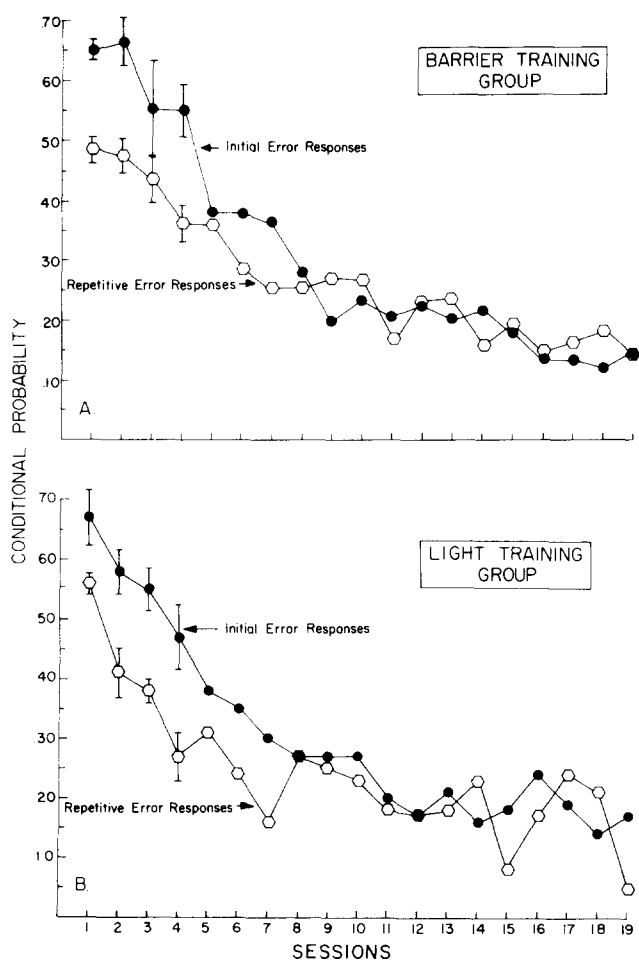 .70
60
50
.40
30
.20
.10
BARRIER TRAINING
GROUP
Initial Error Responses
Repetitive Error Responses
A.
CONDITIONAL PROBABILITY
70
60
50
40
30
20
10
LIGHT TRAINING
GROUP
Initial Error Responses
Repetitive Error Responses
B.
1 2 3 4 5 6 7 8 9 10 11 12 13 14 15 16 17 18 19
SESSIONS